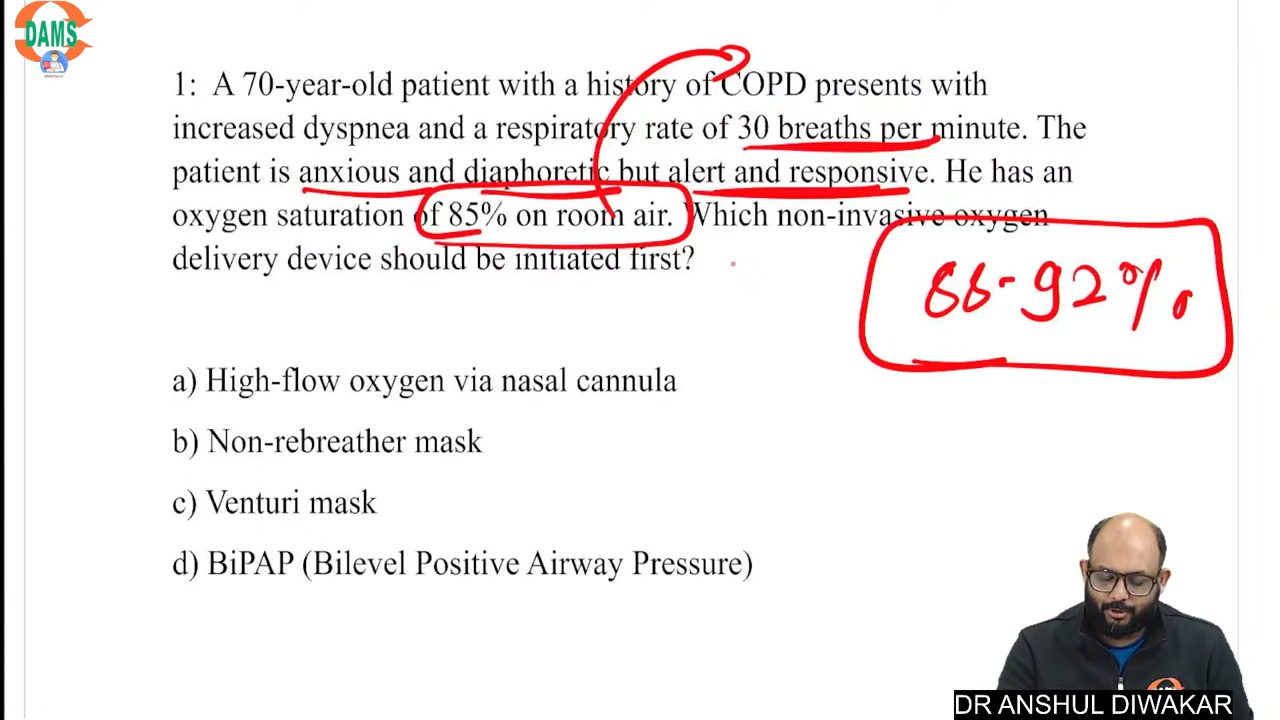 DAMS
1: A 70-year-old patient with a history of COPD presents with
increased dyspnea and a respiratory rate of 30 breaths per minute. The
patient is anxious and diaphoretic but alert and responsive. He has an
oxygen saturation of 85% on room air. Which non-invasive oxygen
delivery device should be initiated first?
88-92%
a) High-flow oxygen via nasal cannula
b) Non-rebreather mask
c) Venturi mask
d) BiPAP (Bilevel Positive Airway Pressure)
DR ANSHUL DIWAKAR